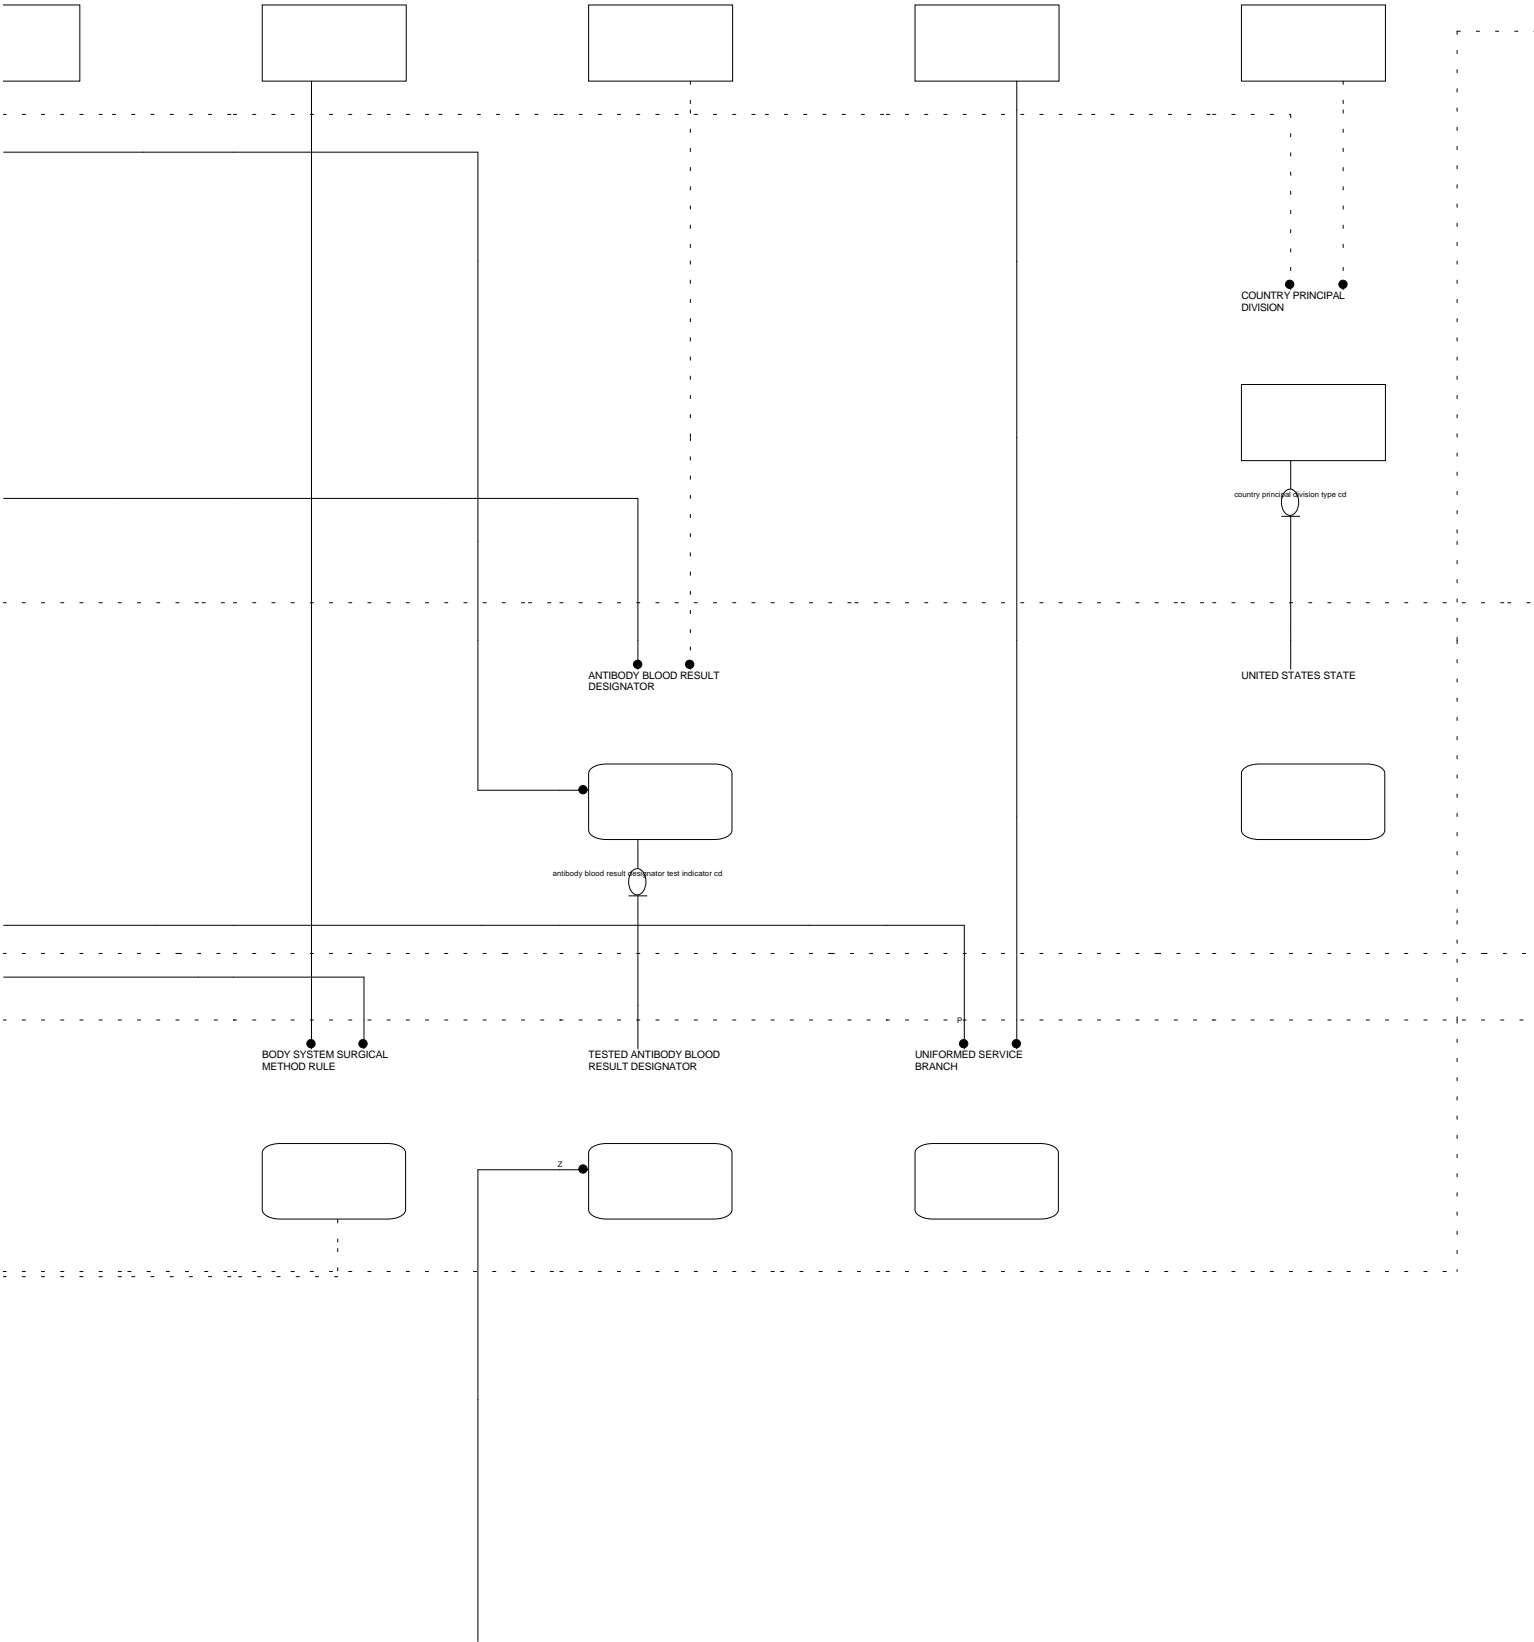 COUNTRY PRINCIPAL
DIVISION
country principal division type cd
ANTIBODY BLOOD RESULT
DESIGNATOR
UNITED STATES STATE
antibody blood result designator test indicator cd
P
BODY SYSTEM SURGICAL
METHOD RULE
TESTED ANTIBODY BLOOD
RESULT DESIGNATOR
UNIFORMED SERVICE
BRANCH
Z